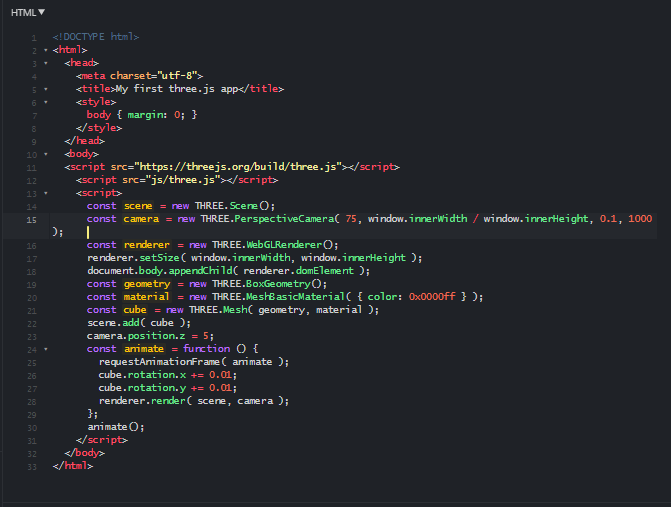 HTML▼
1 <!DOCTYPE html>
2 <html>
3 <head>
4 <meta charset="utf-8">
5 <title>My first three.js app</title>
6 <style>
7 body { margin: 0; }
8 </style>
9 </head>
10 <body>
11 <script src="https://threejs.org/build/three.js"></script>
12 <script src="js/three.js"></script>
13 <script>
14 const scene = new THREE.Scene();
15 const camera = new THREE.PerspectiveCamera( 75, window.innerWidth / window.innerHeight, 0.1, 1000
);
16 const renderer = new THREE.WebGLRenderer();
17 renderer.setSize( window.innerWidth, window.innerHeight );
18 document.body.appendChild( renderer.domElement );
19 const geometry = new THREE.BoxGeometry();
20 const material = new THREE.MeshBasicMaterial( { color: 0x0000ff } );
21 const cube = new THREE.Mesh( geometry, material );
22 scene.add( cube );
23 camera.position.z = 5;
24 const animate = function () {
25 requestAnimationFrame( animate );
26 cube.rotation.x += 0.01;
27 cube.rotation.y += 0.01;
28 renderer.render( scene, camera );
29 };
30 animate();
31 </script>
32 </body>
33 </html>